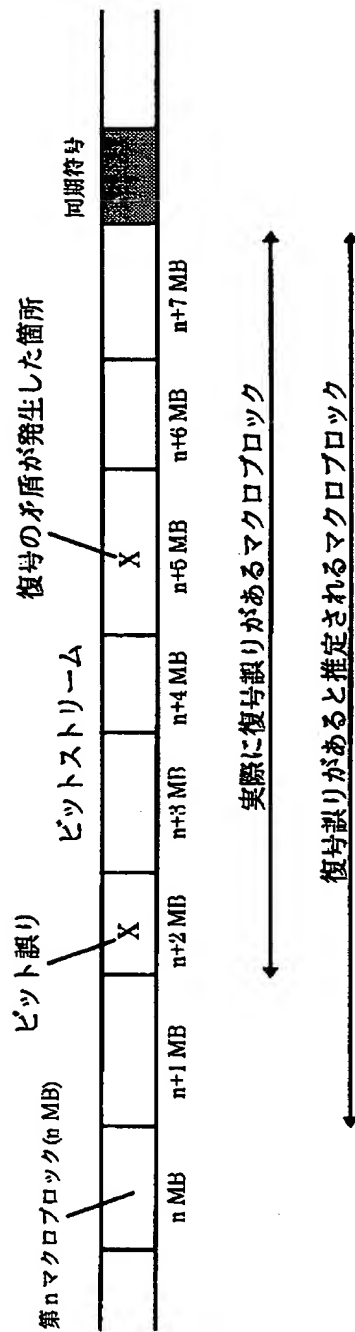 第nマクロブロック(n MB)
ビット誤り
ビットストリーム
復号の矛盾が発生した箇所
同期符号
X
X
n MB
n+1 MB
n+2 MB
n+3 MB
n+4 MB
n+5 MB
n+6 MB
n+7 MB
実際に復号誤りがあるマクロブロック
復号誤りがあると推定されるマクロブロック